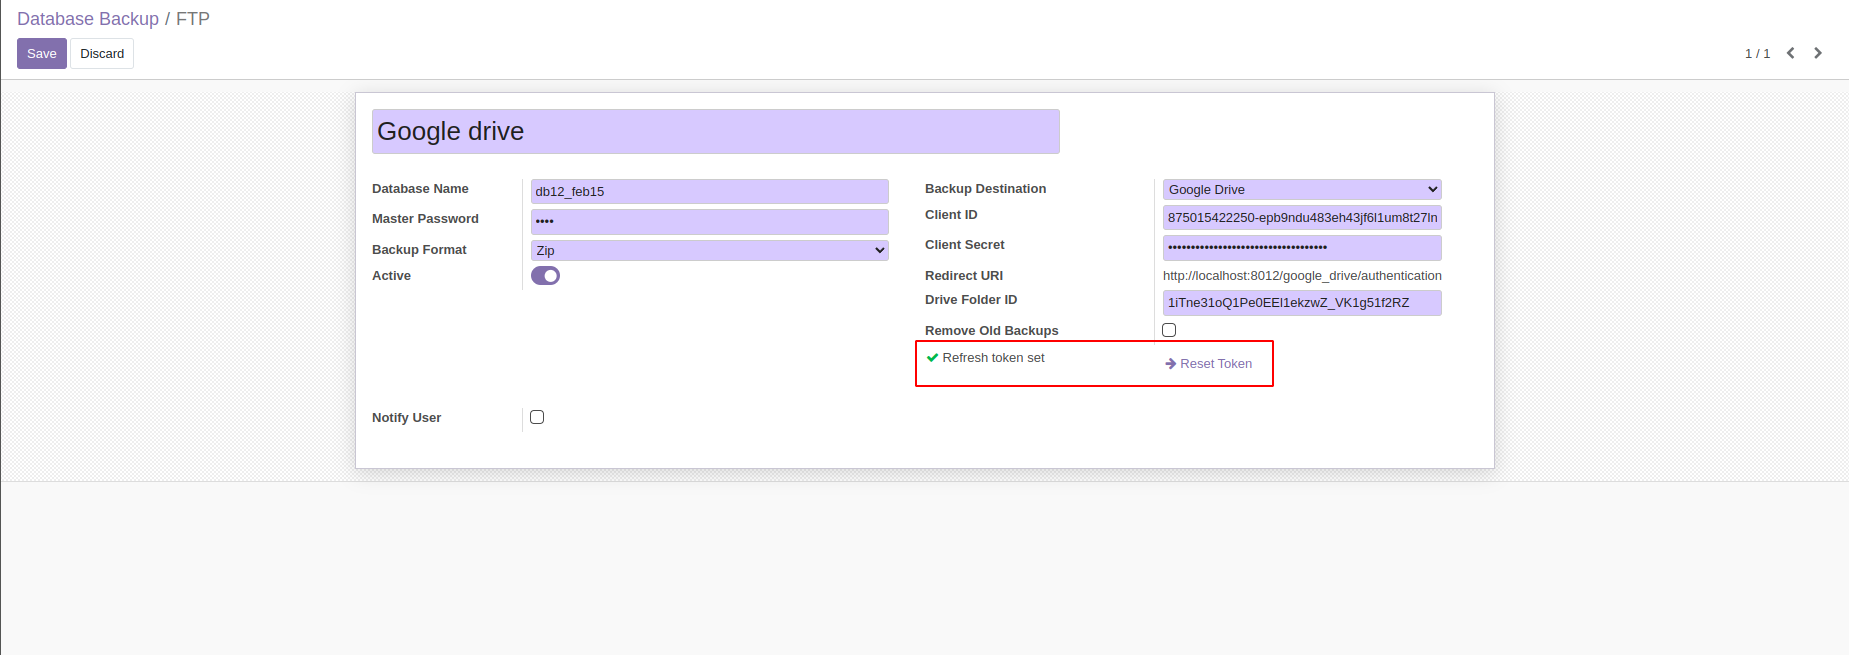 Database Backup / FTP
Save Discard
1 / 1
Google drive
Database Name db12_feb15
Master Password ••••
Backup Format Zip
Active
Backup Destination Google Drive
Client ID 875015422250-epb9ndu483eh43jf6l1um8t27ln
Client Secret •••••••••••••••••••••••••••••••••••
Redirect URI http://localhost:8012/google_drive/authentication
Drive Folder ID 1iTne31oQ1Pe0EEl1ekzwZ_VK1g51f2RZ
Remove Old Backups
Refresh token set Reset Token
Notify User